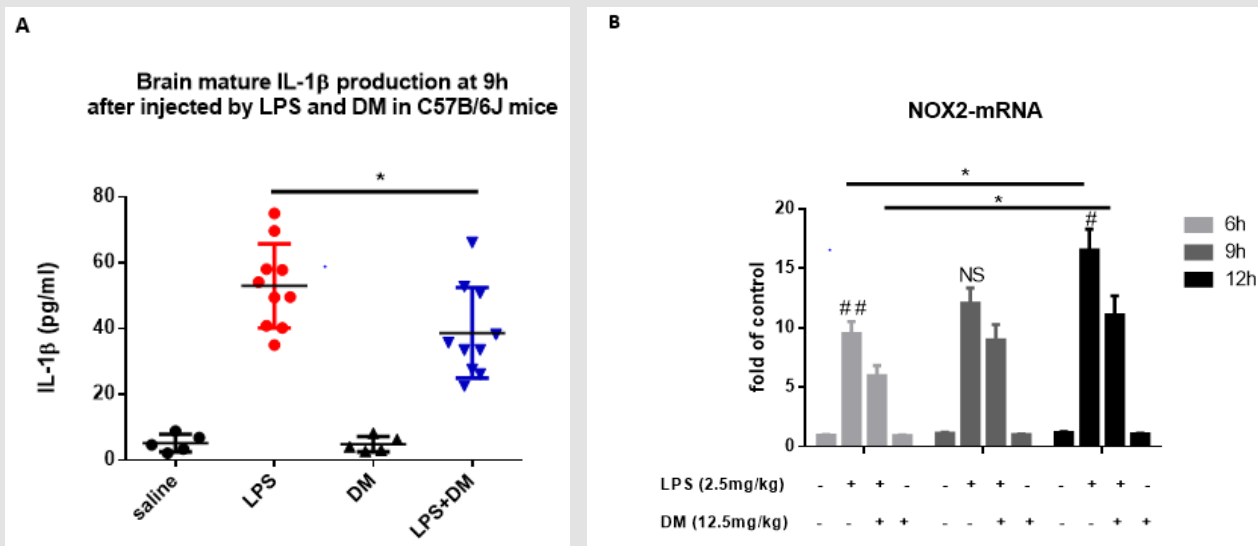 A
Brain mature IL-1β production at 9h
after injected by LPS and DM in C57B/6J mice
*
80
60
40
20
0
IL-1β (pg/ml)
saline
LPS
DM
LPS+DM
B
NOX2-mRNA
*
*
20
15
10
5
0
fold of control
##
NS
#
6h
9h
12h
LPS (2.5mg/kg) - + + - - + + - - + + -
DM (12.5mg/kg) - - + + - - + + - - + +